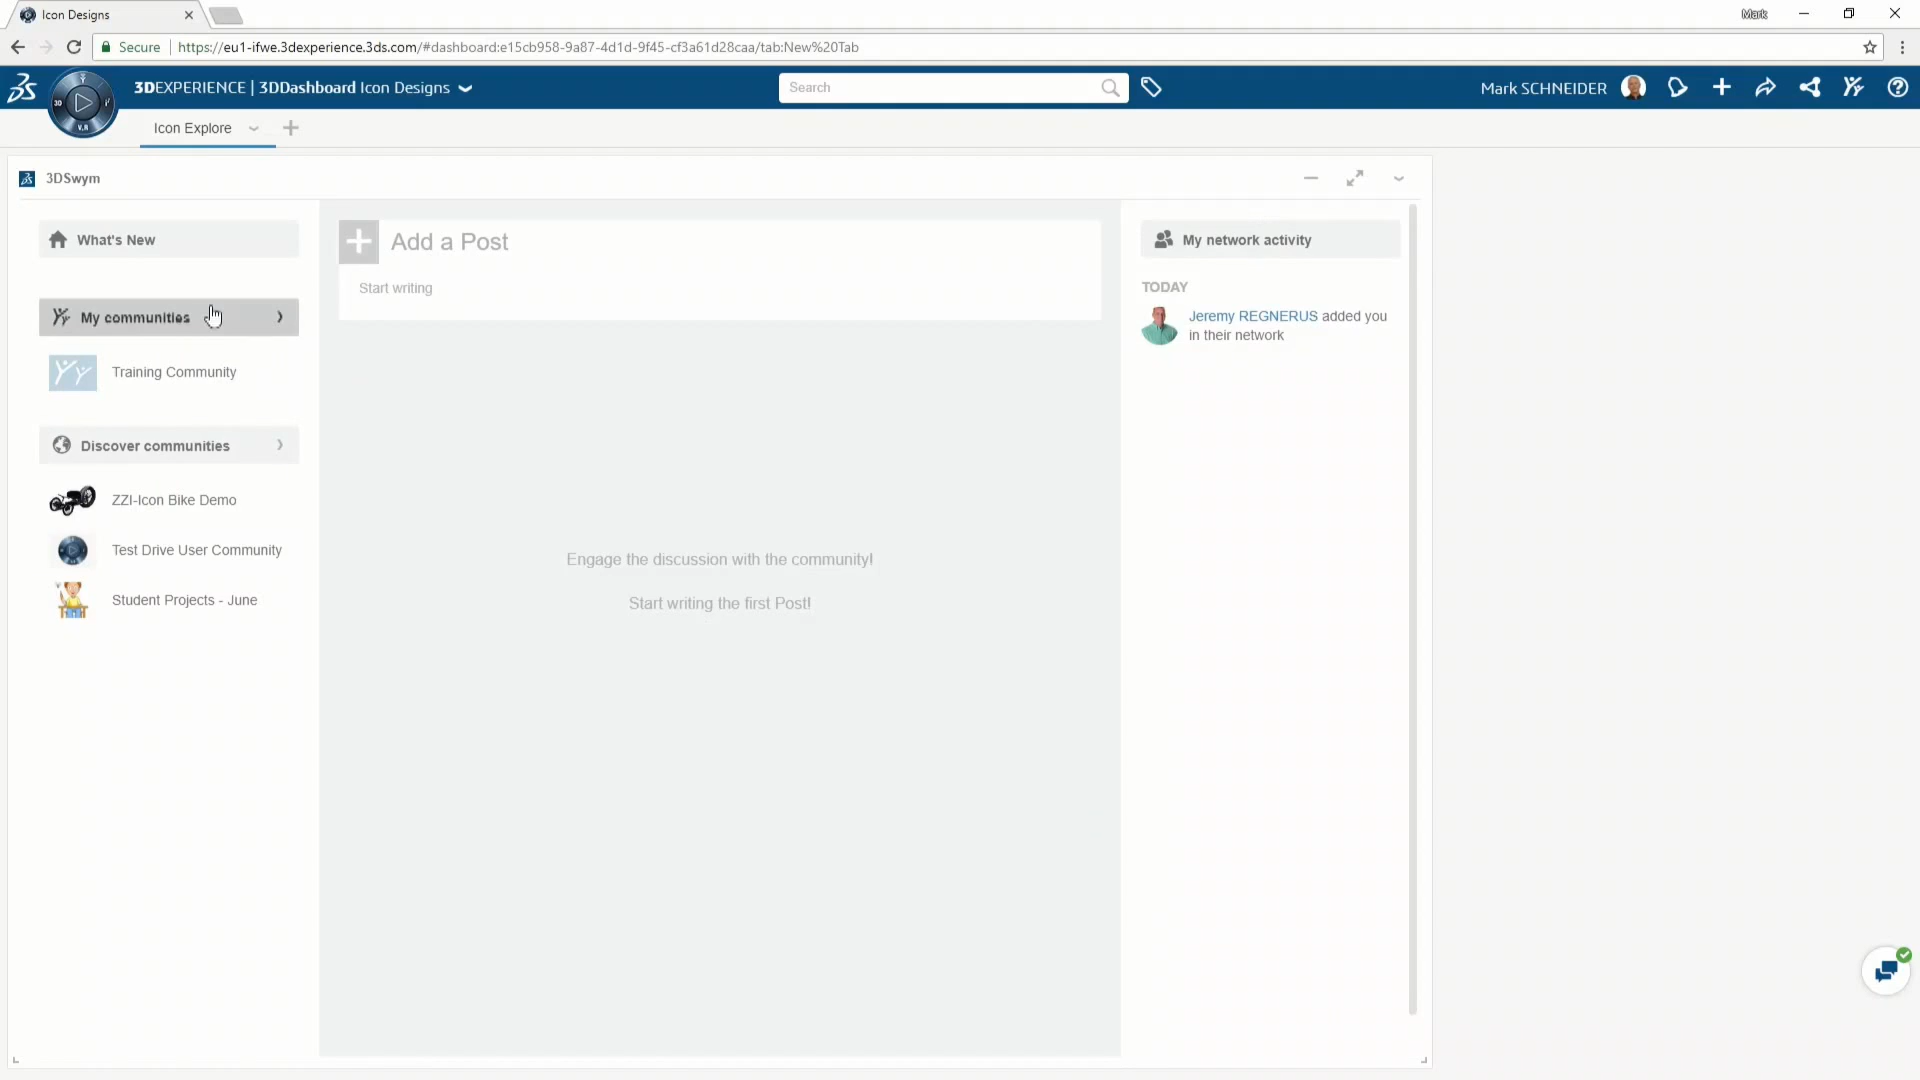 Icon Designs
Mark
Secure
https://eu1-ifwe.3dexperience.3ds.com/#dashboard:e15cb958-9a87-4d1d-9f45-cf3a61d28caa/tab:New%20Tab
3DEXPERIENCE | 3DDashboard Icon Designs
Search
Mark SCHNEIDER
3D
V.R
Icon Explore
3DSwym
What's New
My communities
Training Community
Discover communities
ZZI-Icon Bike Demo
Test Drive User Community
Student Projects - June
Add a Post
Start writing
Engage the discussion with the community!
Start writing the first Post!
My network activity
TODAY
Jeremy REGNERUS added you
in their network